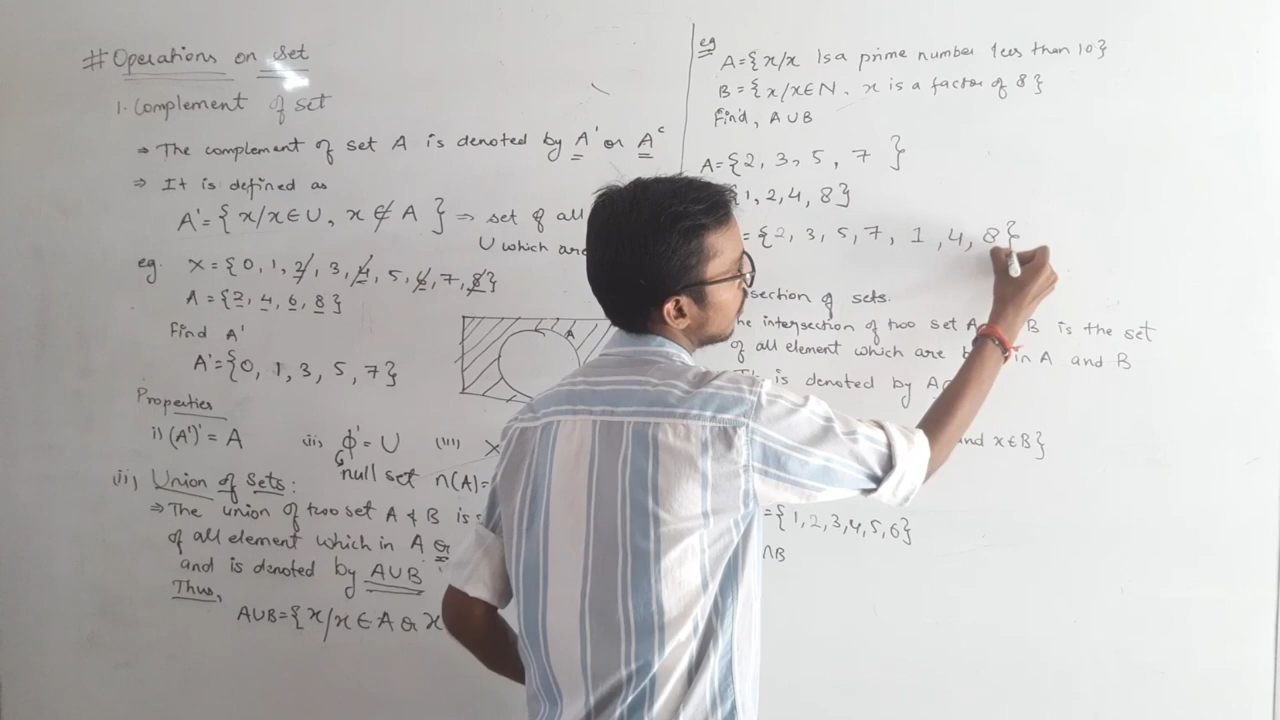 # Operations on set
1. Complement of set
⇒ The complement of set A is denoted by A' or Aᶜ
⇒ It is defined as
A' = { x/x ∈ U, x ∉ A } ⇒ set of all
U which are
eg. X = {0, 1, 2, 3, 4, 5, 6, 7, 8}
A = {2, 4, 6, 8}
Find A'
A' = {0, 1, 3, 5, 7}
A
Properties
i) (A')' = A (ii) ϕ' = U (iii) X
null set n(A) =
(ii) Union of Sets:
⇒ The union of two set A & B is
of all element which in A or
and is denoted by A∪B
Thus,
A∪B = {x/x ∈ A or x
eg
A = {x/x Is a prime number less than 10}
B = {x/x ∈ N, x is a factor of 8}
Find, A∪B
A = {2, 3, 5, 7 }
{1, 2, 4, 8}
= {2, 3, 5, 7, 1, 4, 8}
section of sets.
he intersection of two set A B is the set
of all element which are in A and B
is denoted by A
and x ∈ B}
= {1, 2, 3, 4, 5, 6}
∩B